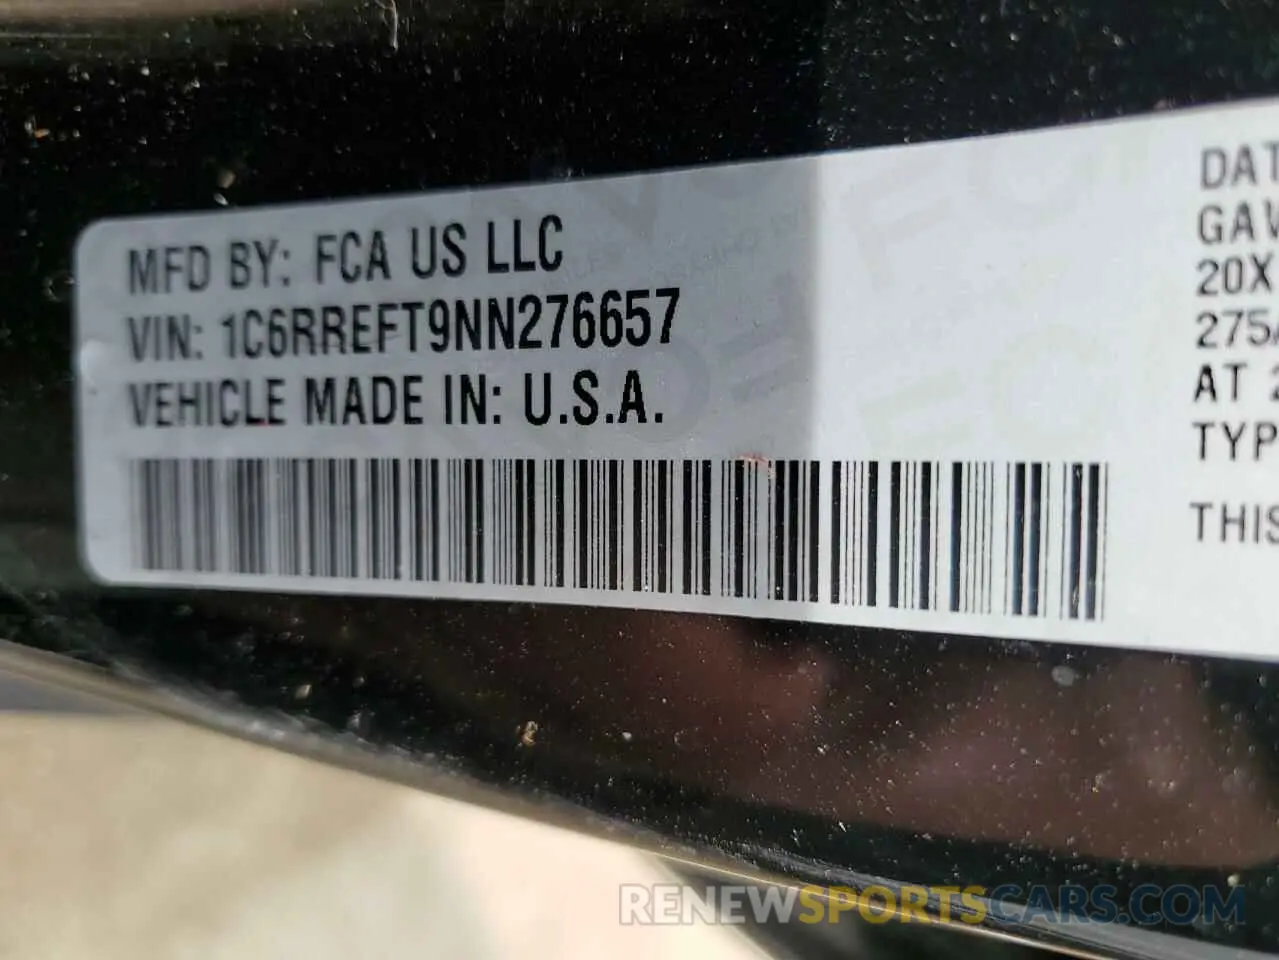 MFD BY: FCA US LLC
VIN: 1C6RREFT9NN276657
VEHICLE MADE IN: U.S.A.
DAT
GAV
20X
275/
AT 2
TYP
THIS
RENEWSPORTSCARS.COM